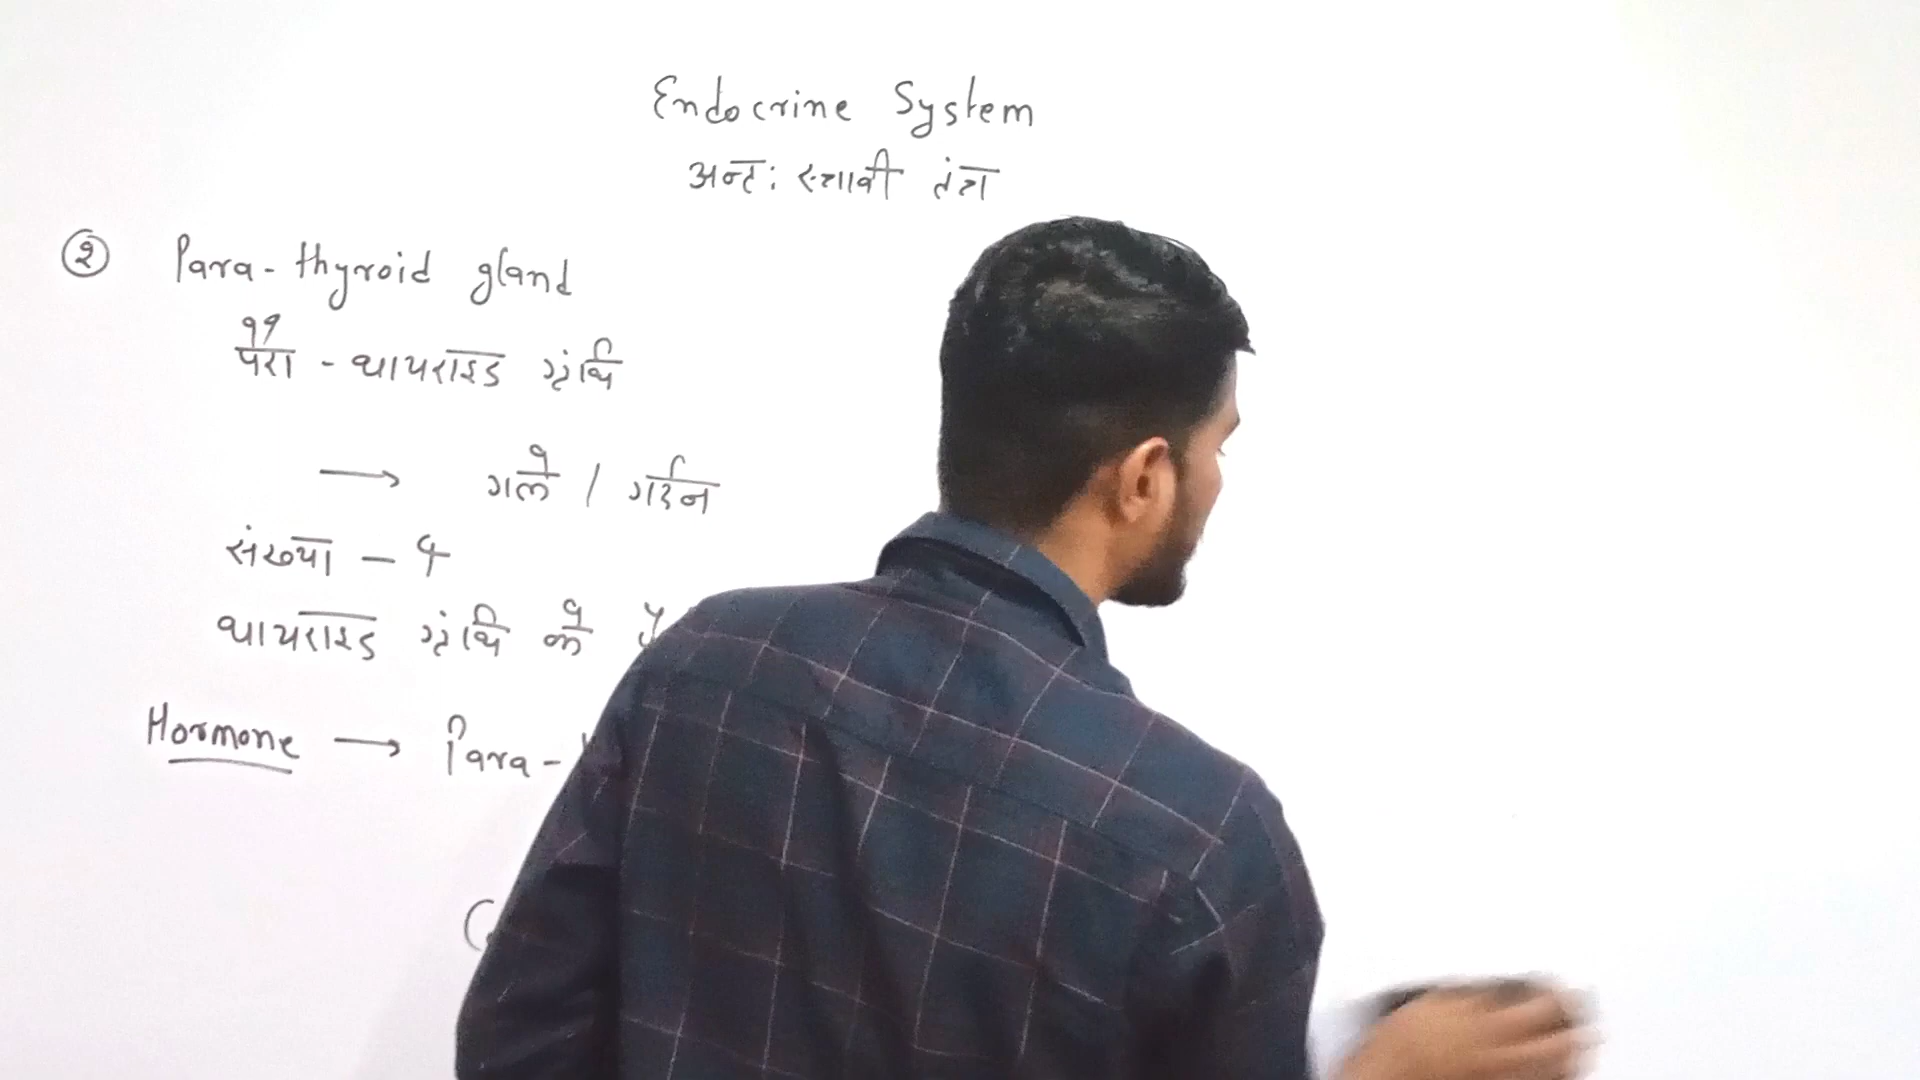 Endocrine System
अन्त: स्त्रावी तंत्र
② Para-thyroid gland
पैरा - थायराइड ग्रंथि
→ गले / गर्दन
संख्या – 4
थायराइड ग्रंथि के
Hormone → Para-